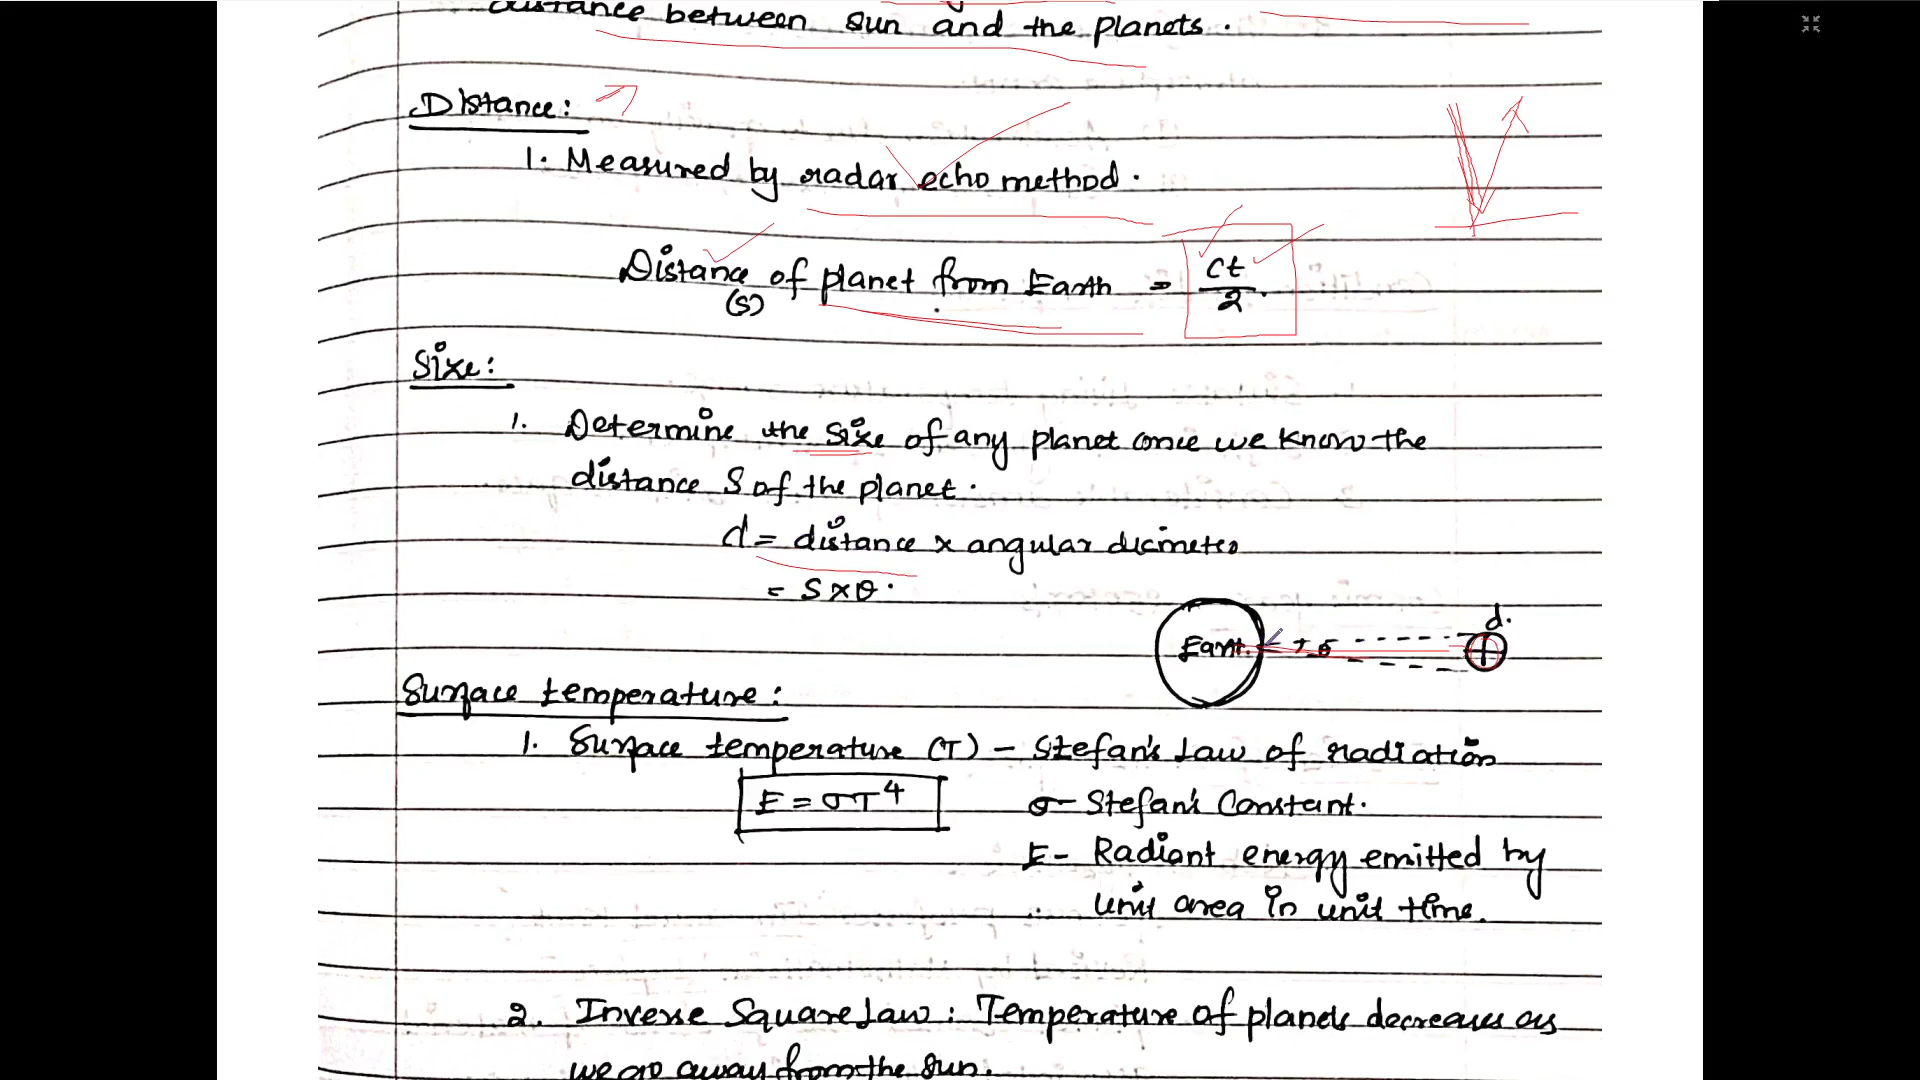 distance between sun and the planets.
Distance:
1. Measured by radar echo method.
Distance of planet from Earth = ct/2.
(S)
Size:
1. Determine the size of any planet once we know the
distance S of the planet.
d = distance x angular diameter
= S x θ.
d.
Earth. θ
Surface temperature:
1. Surface temperature (T) - Stefan's Law of radiation
E = σT⁴ σ - Stefan's Constant.
E - Radiant energy emitted by
unit area in unit time.
2. Inverse Square Law: Temperature of planets decreases as
we go away from the Sun.